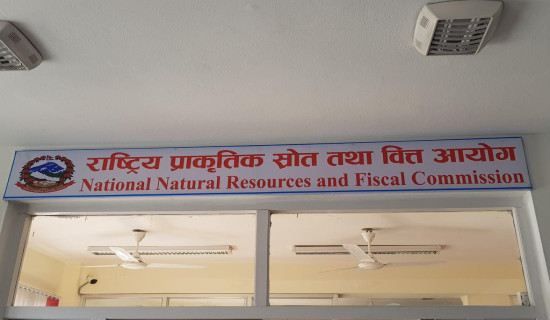 राष्ट्रिय प्राकृतिक स्रोत तथा वित्त आयोग
National Natural Resources and Fiscal Commission